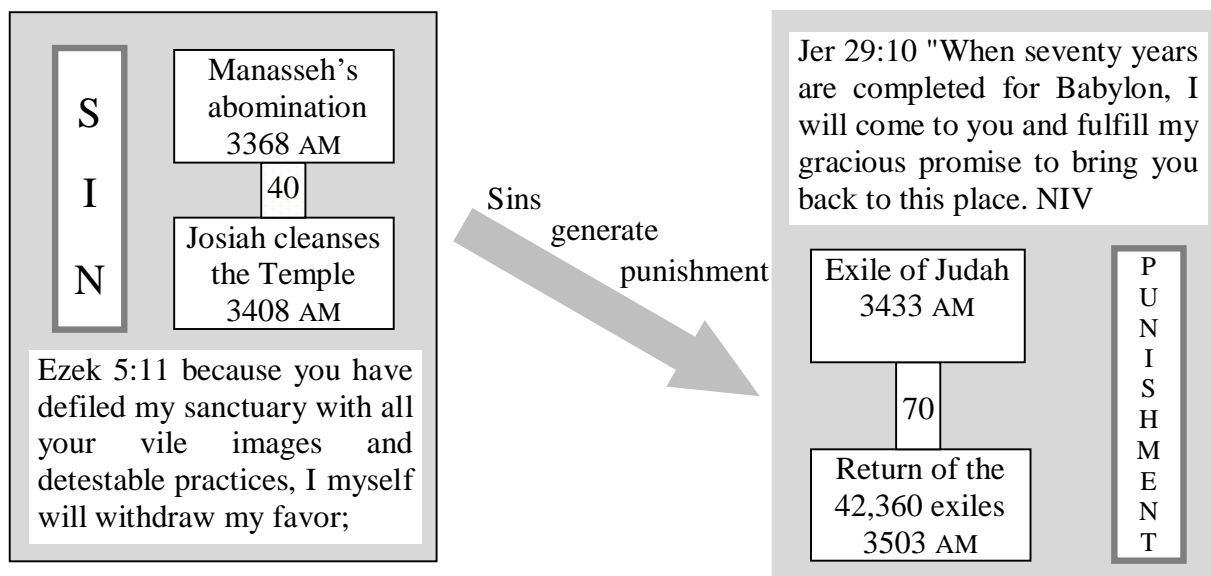 S
I
N
Manasseh's
abomination
3368 AM
40
Josiah cleanses
the Temple
3408 AM
Ezek 5:11 because you have
defiled my sanctuary with all
your vile images and
detestable practices, I myself
will withdraw my favor;
Sins
generate
punishment
Jer 29:10 "When seventy years
are completed for Babylon, I
will come to you and fulfill my
gracious promise to bring you
back to this place. NIV
Exile of Judah
3433 AM
70
Return of the
42,360 exiles
3503 AM
P
U
N
I
S
H
M
E
N
T